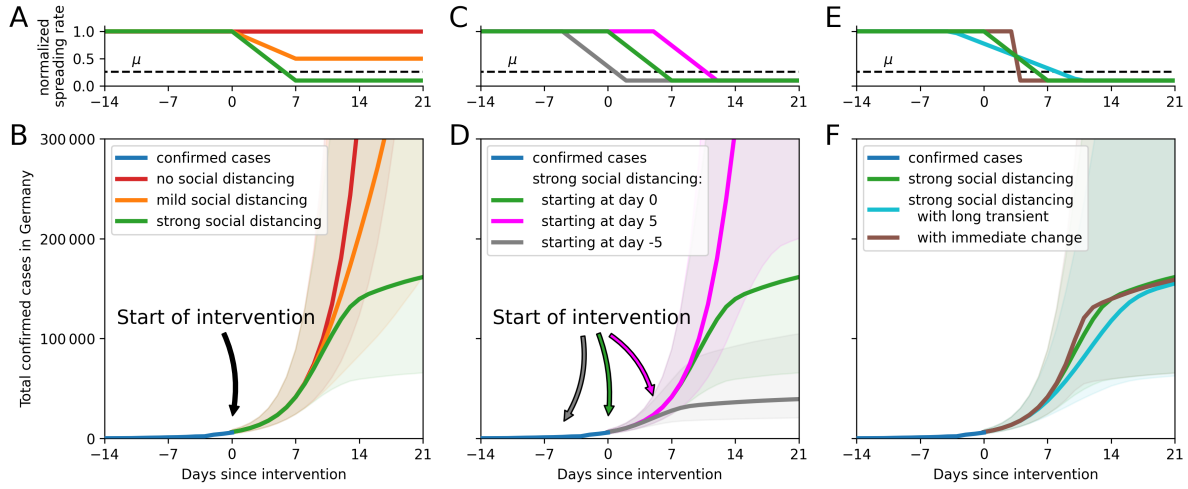 A
C
E
normalized
spreading rate
1.0
0.5
0.0
μ
μ
μ
−14
−7
0
7
14
21
−14
−7
0
7
14
21
−14
−7
0
7
14
21
B
D
F
Total confirmed cases in Germany
300 000
200 000
100 000
0
confirmed cases
no social distancing
mild social distancing
strong social distancing
Start of intervention
−14
−7
0
7
14
21
Days since intervention
confirmed cases
strong social distancing:
starting at day 0
starting at day 5
starting at day -5
Start of intervention
−14
−7
0
7
14
21
Days since intervention
confirmed cases
strong social distancing
strong social distancing
with long transient
with immediate change
−14
−7
0
7
14
21
Days since intervention